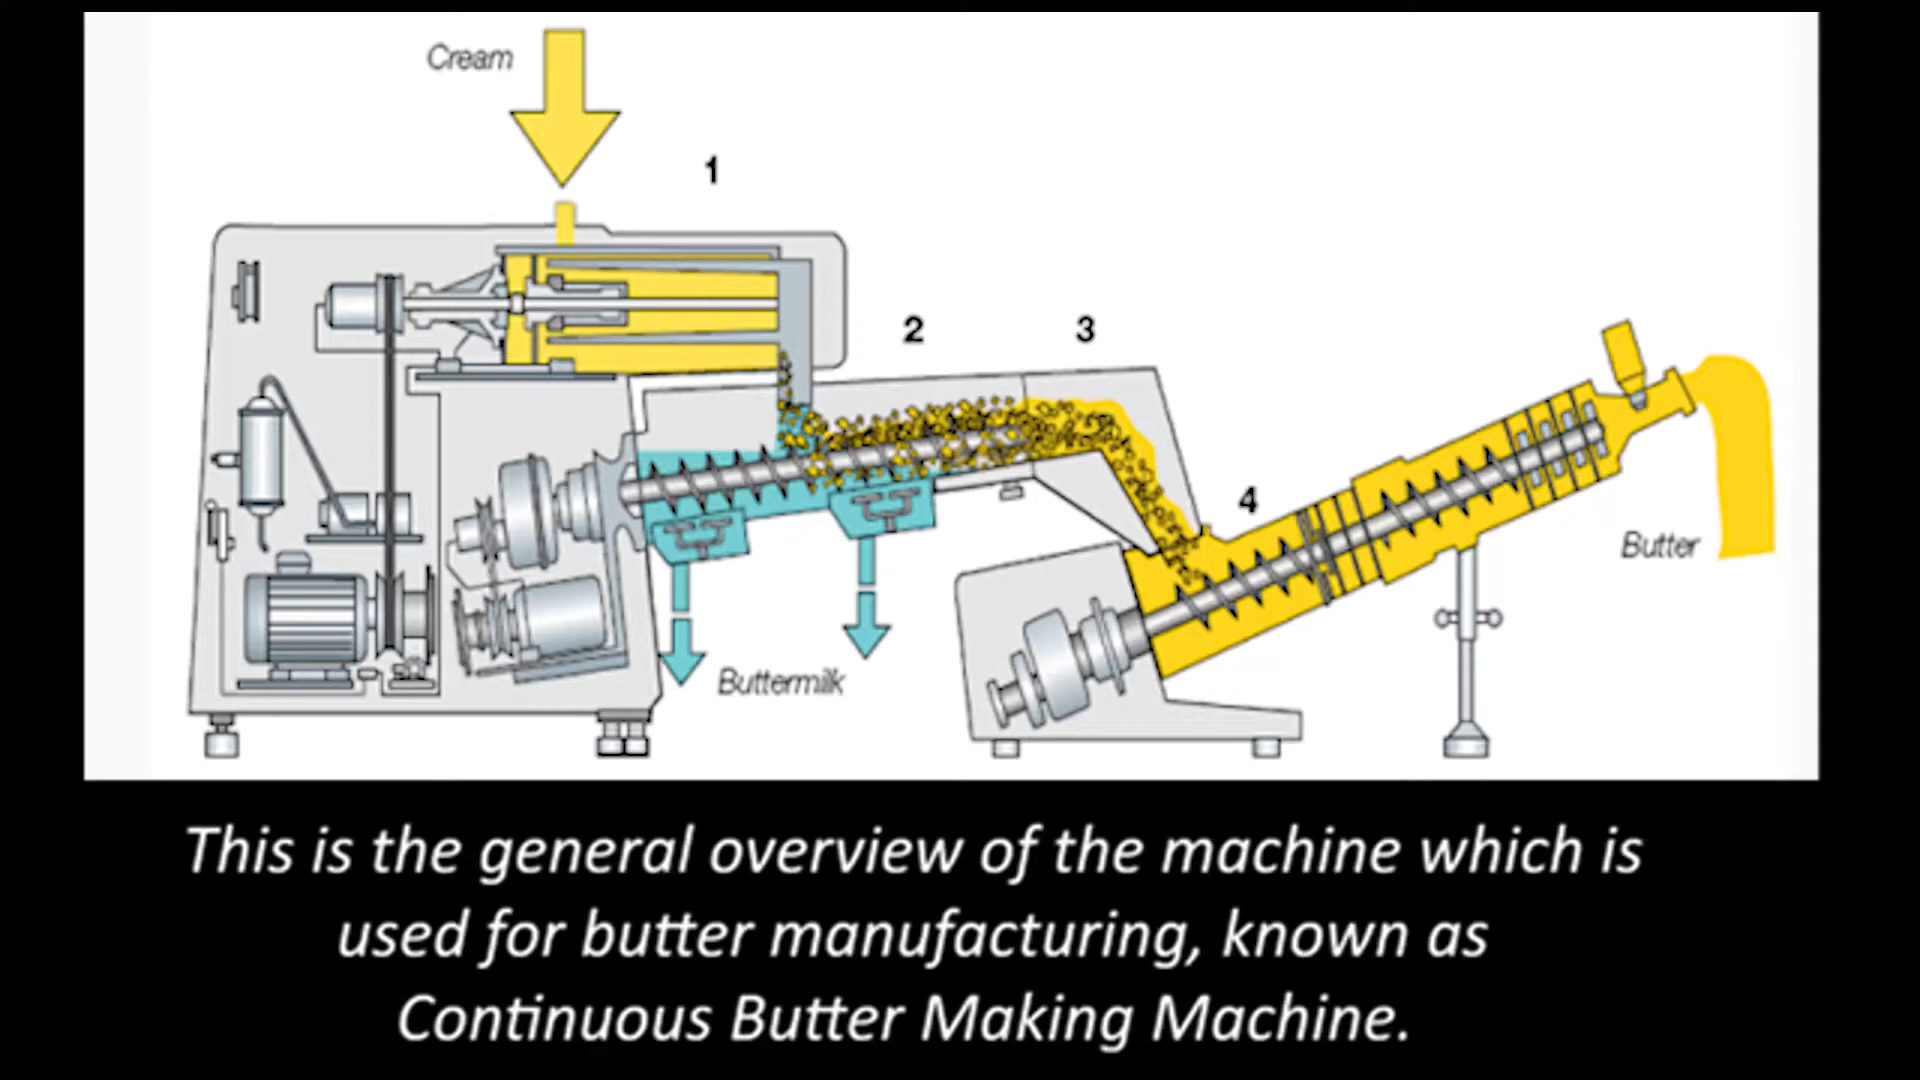 Cream
1
2
3
4
Butter
Buttermilk
This is the general overview of the machine which is
used for butter manufacturing, known as
Continuous Butter Making Machine.